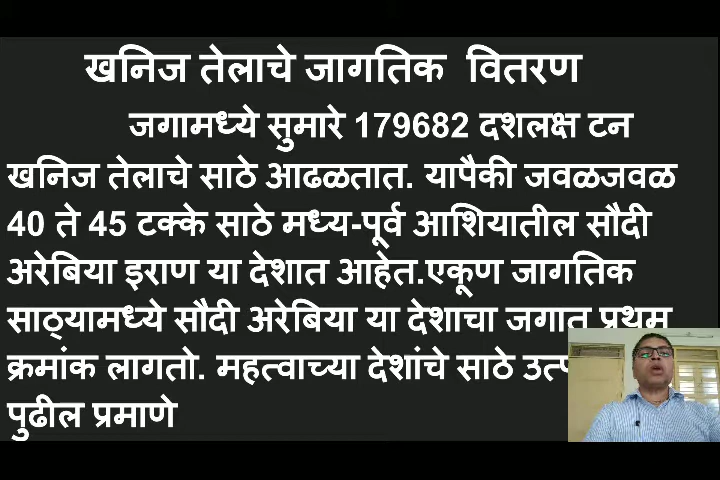 खनिज तेलाचे जागतिक वितरण
जगामध्ये सुमारे 179682 दशलक्ष टन
खनिज तेलाचे साठे आढळतात. यापैकी जवळजवळ
40 ते 45 टक्के साठे मध्य-पूर्व आशियातील सौदी
अरेबिया इराण या देशात आहेत.एकूण जागतिक
साठ्यामध्ये सौदी अरेबिया या देशाचा जगात प्रथम
क्रमांक लागतो. महत्वाच्या देशांचे साठे
पुढील प्रमाणे